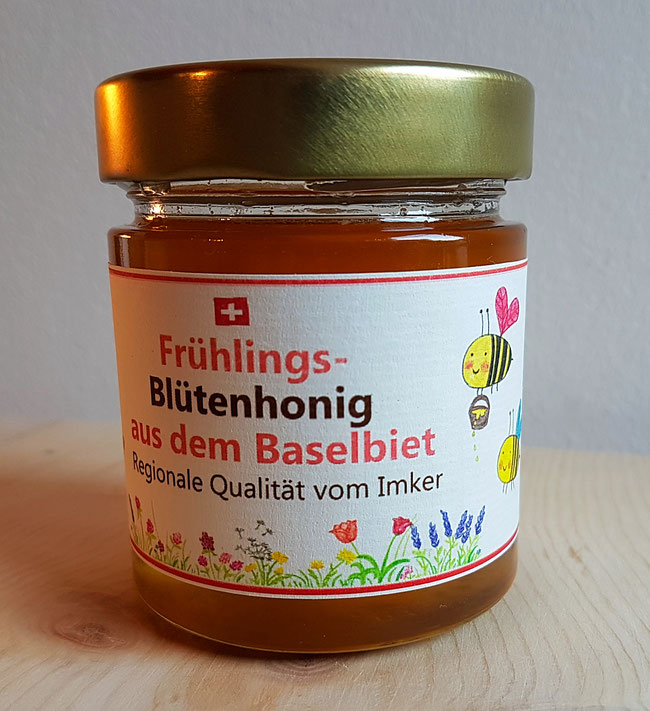 Frühlings-
Blütenhonig
aus dem Baselbiet
Regionale Qualität vom Imker